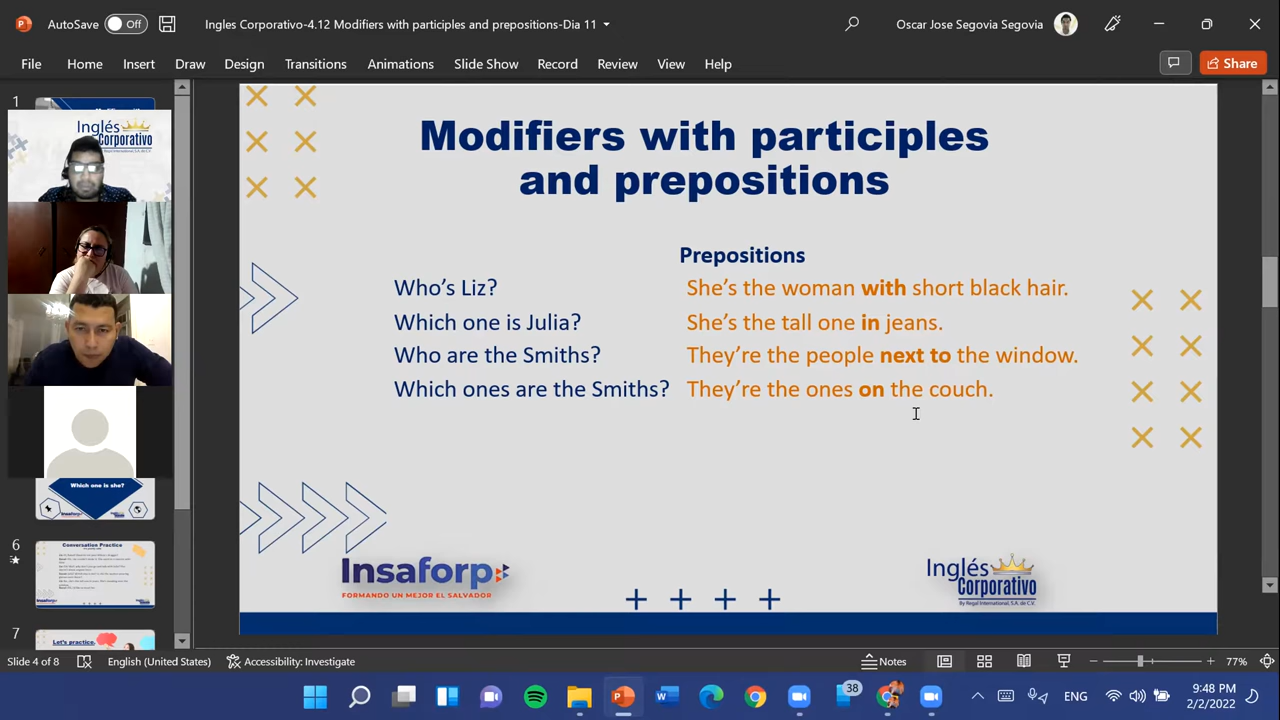 AutoSave Off
Ingles Corporativo-4.12 Modifiers with participles and prepositions-Dia 11
Oscar Jose Segovia Segovia
File Home Insert Draw Design Transitions Animations Slide Show Record Review View Help
Share
1
Inglés
Corporativo
Modifiers with participles
and prepositions
Prepositions
Who's Liz? She's the woman with short black hair.
Which one is Julia? She's the tall one in jeans.
Who are the Smiths? They're the people next to the window.
Which ones are the Smiths? They're the ones on the couch.
Insaforp
FORMANDO UN MEJOR EL SALVADOR
Inglés
Corporativo
By Regal International, S.A. de C.V.
Which one is she?
6
Conversation Practice
7
Let's practice.
Slide 4 of 8 English (United States) Accessibility: Investigate Notes 77%
38
ENG
9:48 PM
2/2/2022